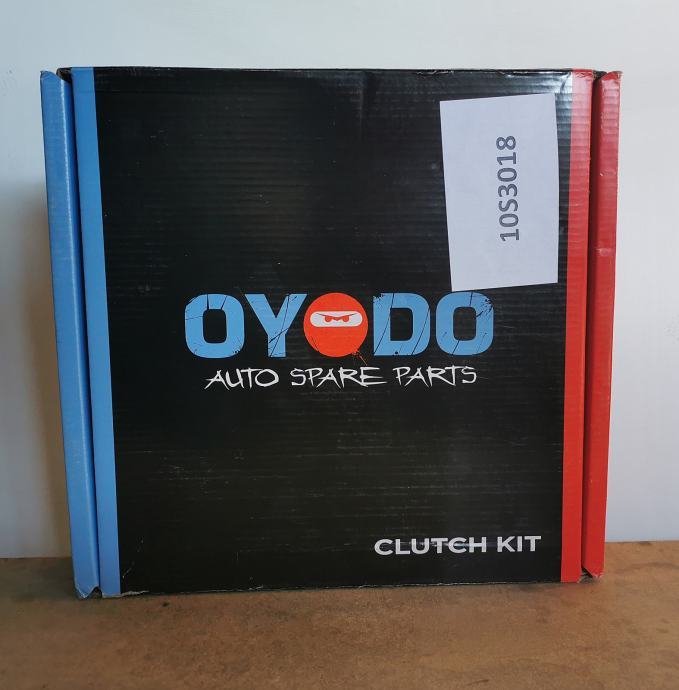 10S3018
OYODO
AUTO SPARE PARTS
CLUTCH KIT